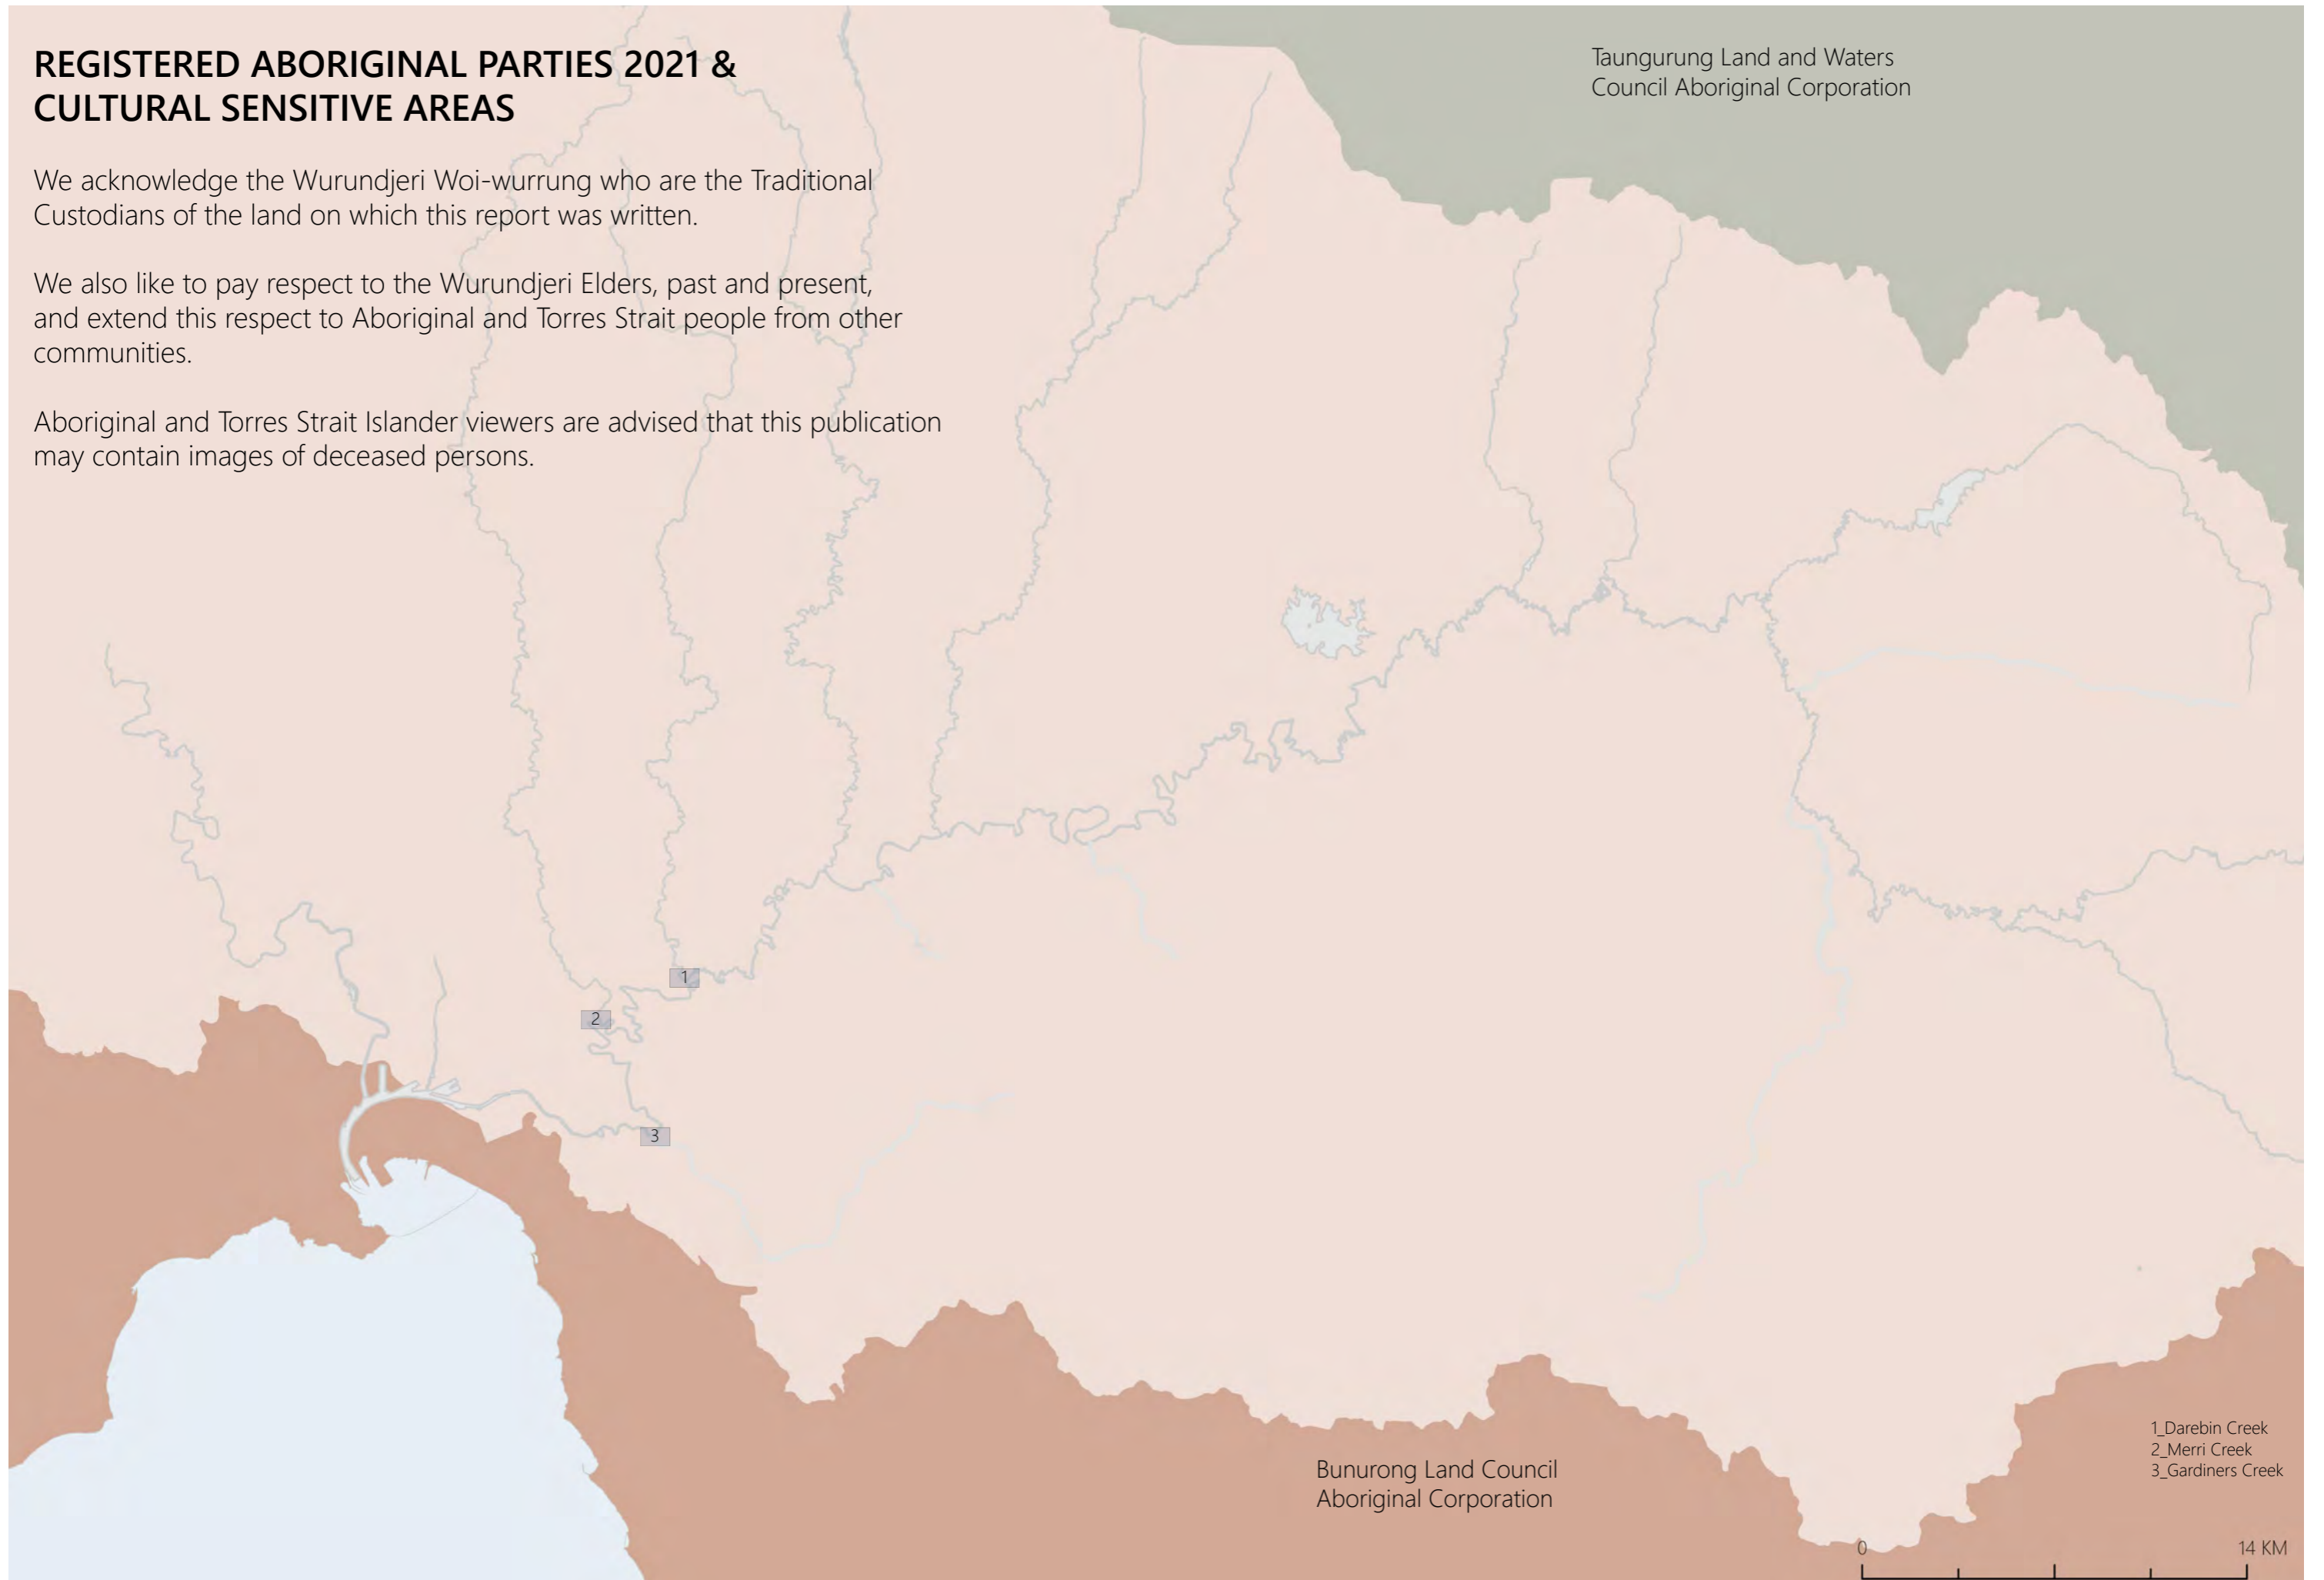 REGISTERED ABORIGINAL PARTIES 2021 &
CULTURAL SENSITIVE AREAS
We acknowledge the Wurundjeri Woi-wurrung who are the Traditional
Custodians of the land on which this report was written.
We also like to pay respect to the Wurundjeri Elders, past and present,
and extend this respect to Aboriginal and Torres Strait people from other
communities.
Aboriginal and Torres Strait Islander viewers are advised that this publication
may contain images of deceased persons.
Taungurung Land and Waters
Council Aboriginal Corporation
1
2
3
Bunurong Land Council
Aboriginal Corporation
1_Darebin Creek
2_Merri Creek
3_Gardiners Creek
0
14 KM